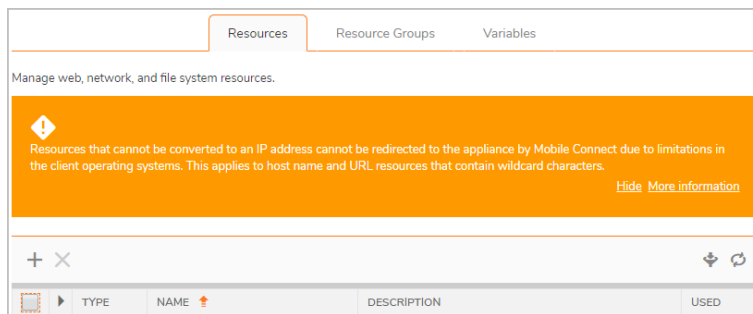 Resources Resource Groups Variables
Manage web, network, and file system resources.
Resources that cannot be converted to an IP address cannot be redirected to the appliance by Mobile Connect due to limitations in
the client operating systems. This applies to host name and URL resources that contain wildcard characters.
Hide More information
TYPE NAME DESCRIPTION USED